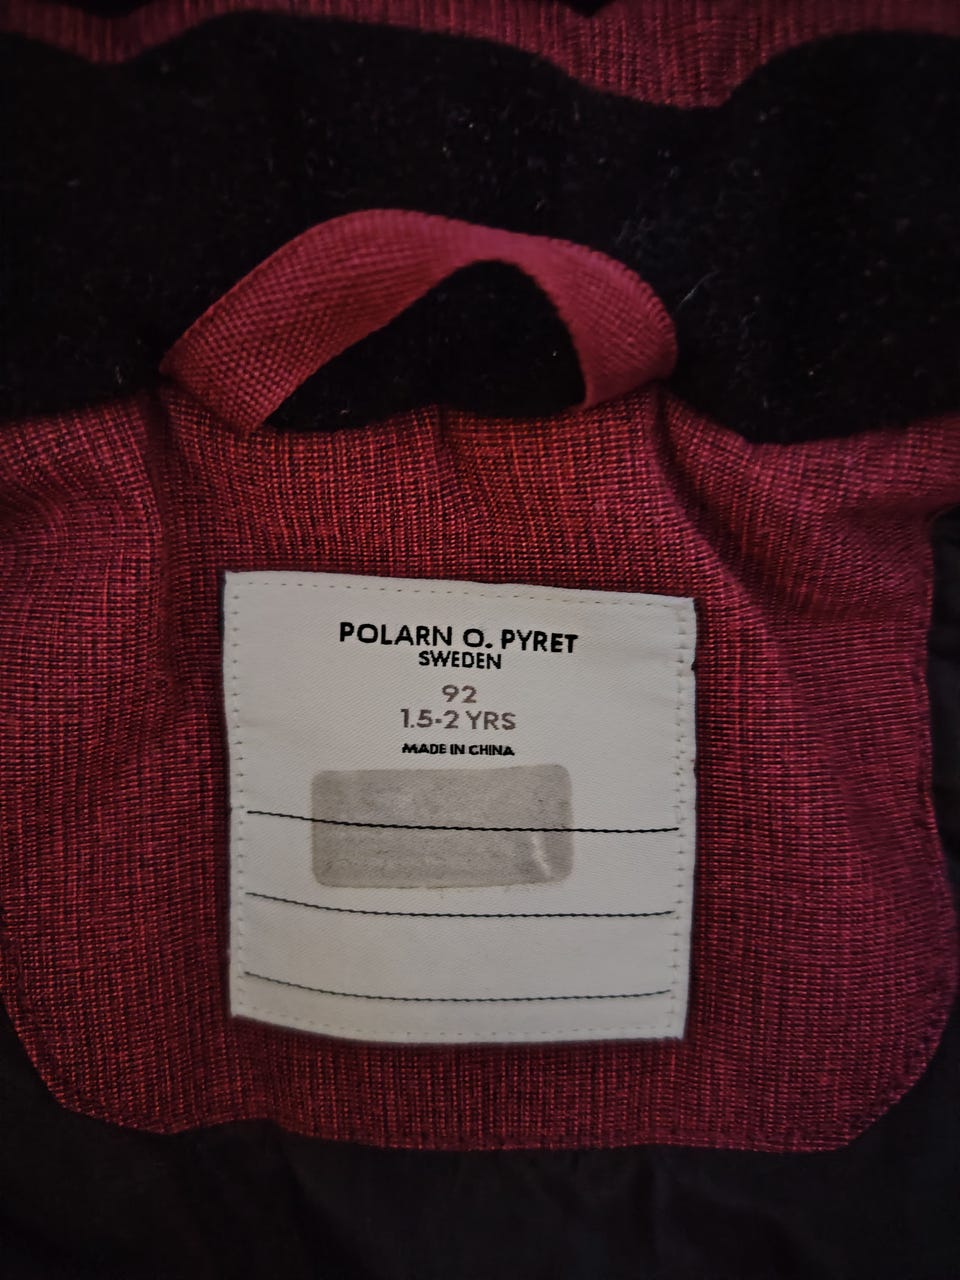 POLARN O. PYRET
SWEDEN
92
1.5-2 YRS
MADE IN CHINA